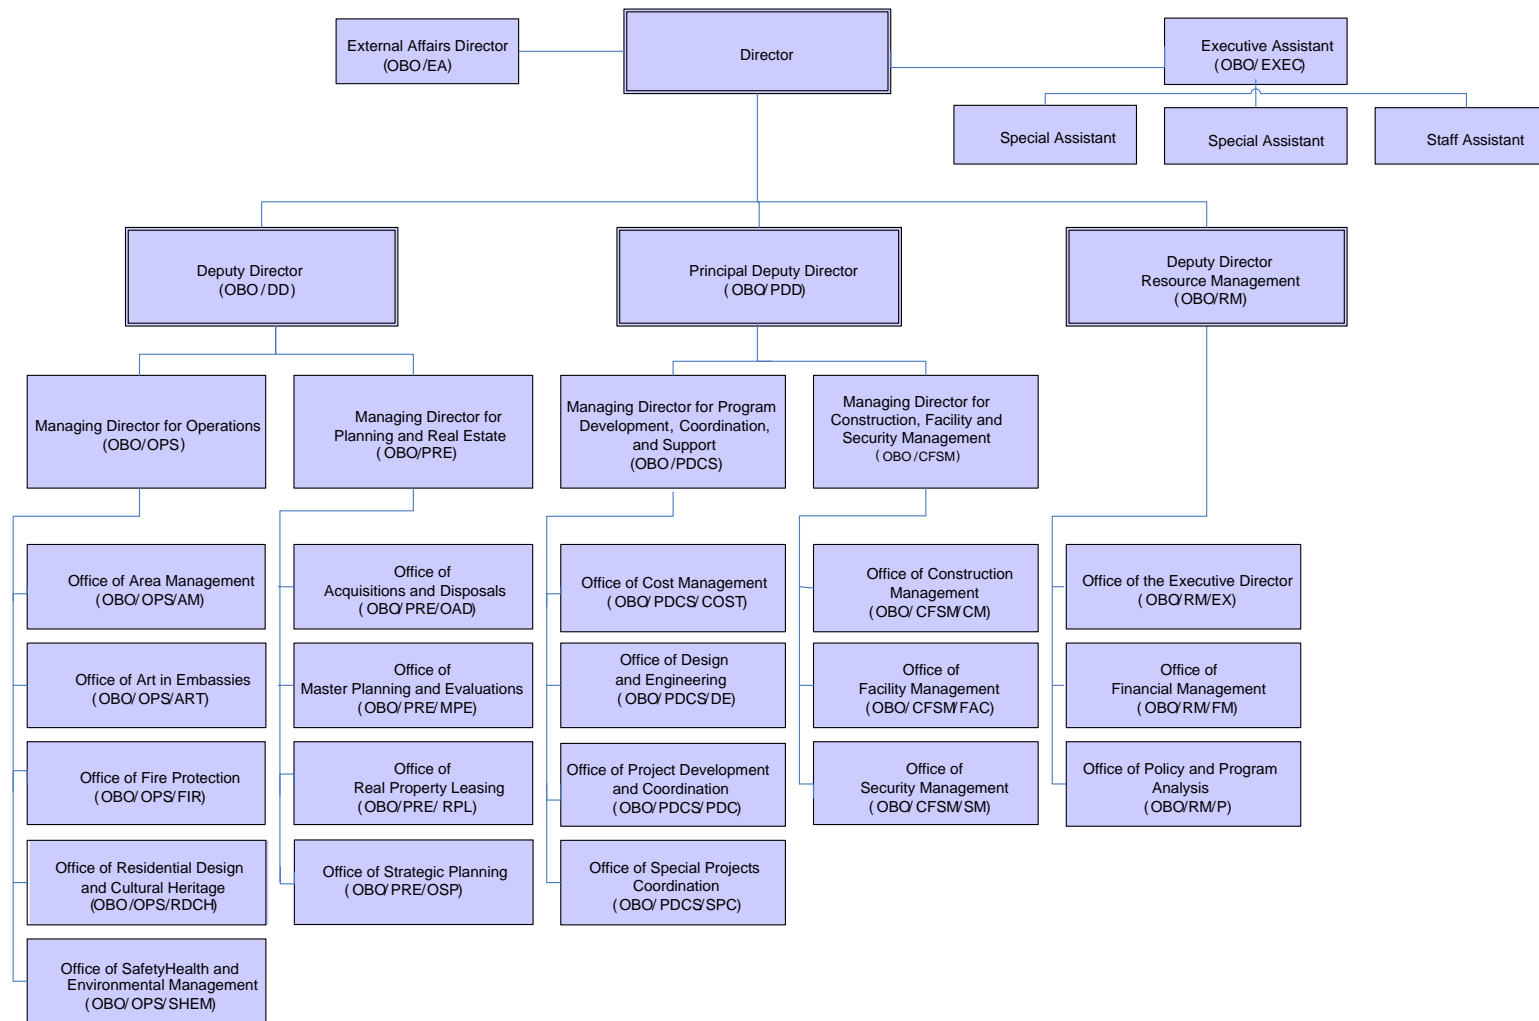 External Affairs Director
(OBO/EA)
Director
Executive Assistant
(OBO/EXEC)
Special Assistant
Special Assistant
Staff Assistant
Deputy Director
(OBO/DD)
Principal Deputy Director
(OBO/PDD)
Deputy Director
Resource Management
(OBO/RM)
Managing Director for Operations
(OBO/OPS)
Managing Director for
Planning and Real Estate
(OBO/PRE)
Managing Director for Program
Development, Coordination,
and Support
(OBO/PDCS)
Managing Director for
Construction, Facility and
Security Management
(OBO/CFSM)
Office of Area Management
(OBO/OPS/AM)
Office of
Acquisitions and Disposals
(OBO/PRE/OAD)
Office of Cost Management
(OBO/PDCS/COST)
Office of Construction
Management
(OBO/CFSM/CM)
Office of the Executive Director
(OBO/RM/EX)
Office of Art in Embassies
(OBO/OPS/ART)
Office of
Master Planning and Evaluations
(OBO/PRE/MPE)
Office of Design
and Engineering
(OBO/PDCS/DE)
Office of
Facility Management
(OBO/CFSM/FAC)
Office of
Financial Management
(OBO/RM/FM)
Office of Fire Protection
(OBO/OPS/FIR)
Office of
Real Property Leasing
(OBO/PRE/RPL)
Office of Project Development
and Coordination
(OBO/PDCS/PDC)
Office of
Security Management
(OBO/CFSM/SM)
Office of Policy and Program
Analysis
(OBO/RM/P)
Office of Residential Design
and Cultural Heritage
(OBO/OPS/RDCH)
Office of Strategic Planning
(OBO/PRE/OSP)
Office of Special Projects
Coordination
(OBO/PDCS/SPC)
Office of SafetyHealth and
Environmental Management
(OBO/OPS/SHEM)